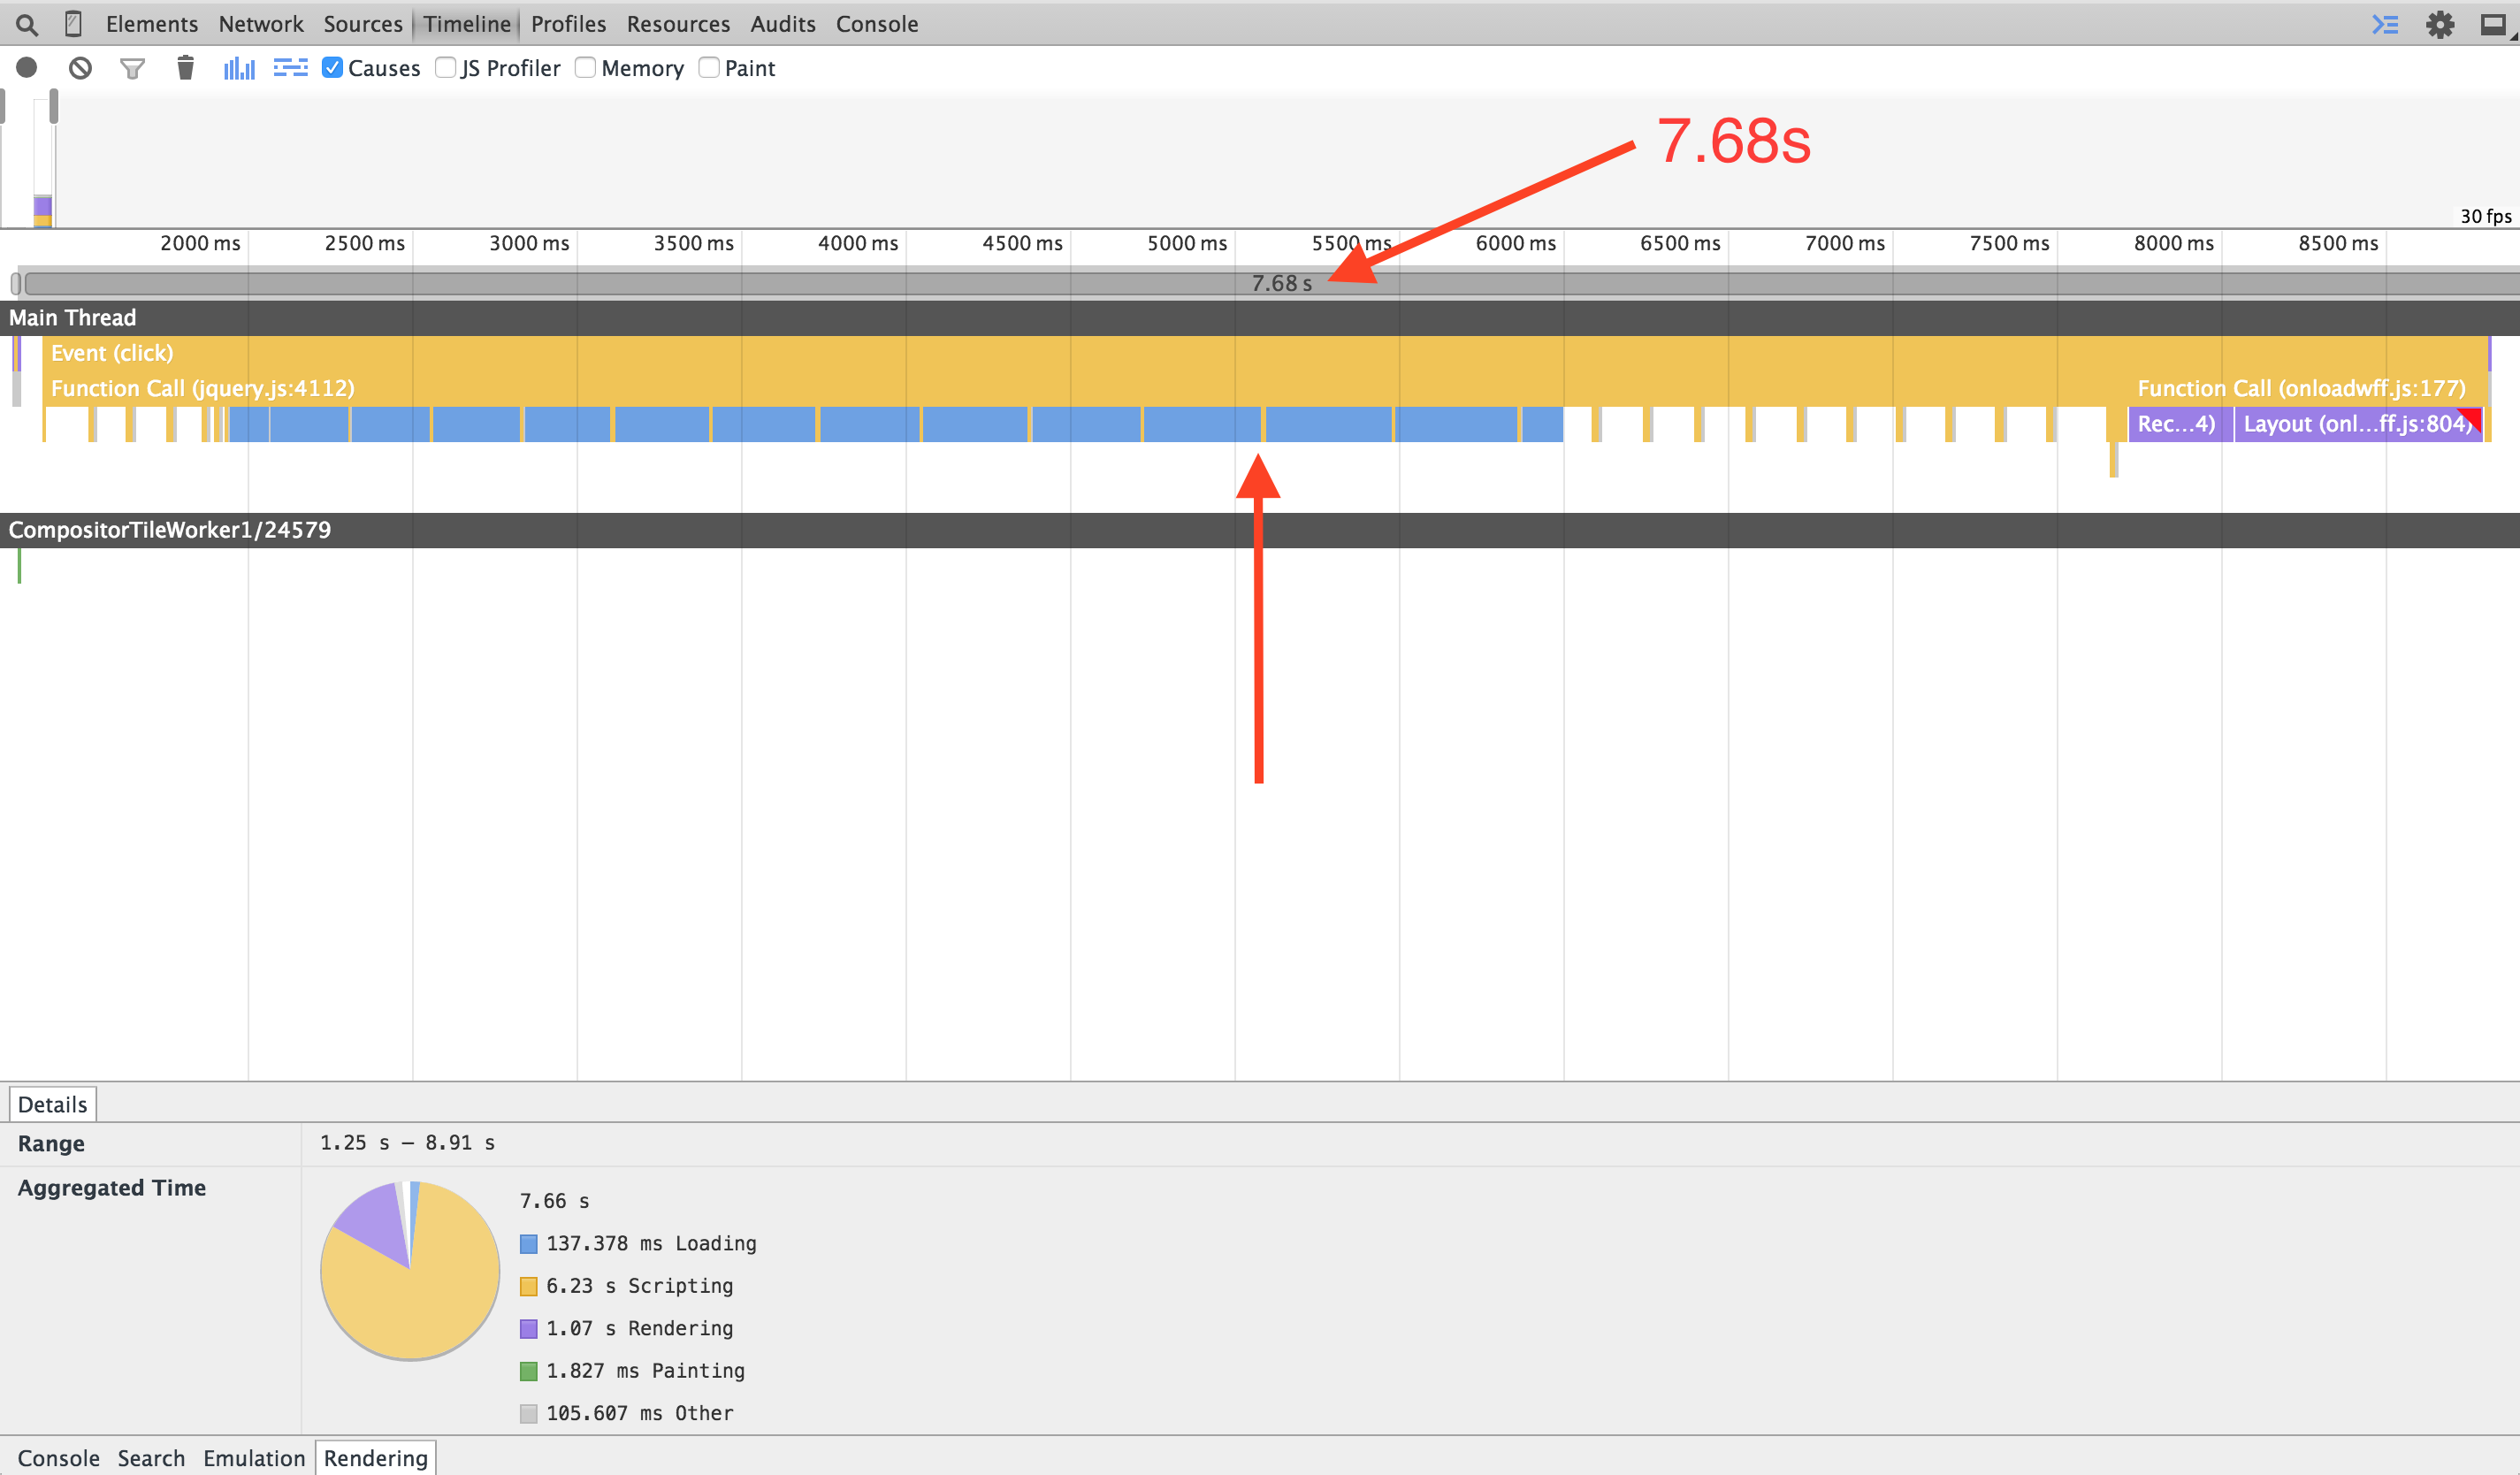 Elements Network Sources Timeline Profiles Resources Audits Console
Causes JS Profiler Memory Paint
7.68s
30 fps
2000 ms 2500 ms 3000 ms 3500 ms 4000 ms 4500 ms 5000 ms 5500 ms 6000 ms 6500 ms 7000 ms 7500 ms 8000 ms 8500 ms
7.68 s
Main Thread
Event (click)
Function Call (jquery.js:4112) Function Call (onloadwff.js:177)
Rec...4) Layout (onl...ff.js:804)
CompositorTileWorker1/24579
Details
Range 1.25 s – 8.91 s
Aggregated Time
7.66 s
137.378 ms Loading
6.23 s Scripting
1.07 s Rendering
1.827 ms Painting
105.607 ms Other
Console Search Emulation Rendering